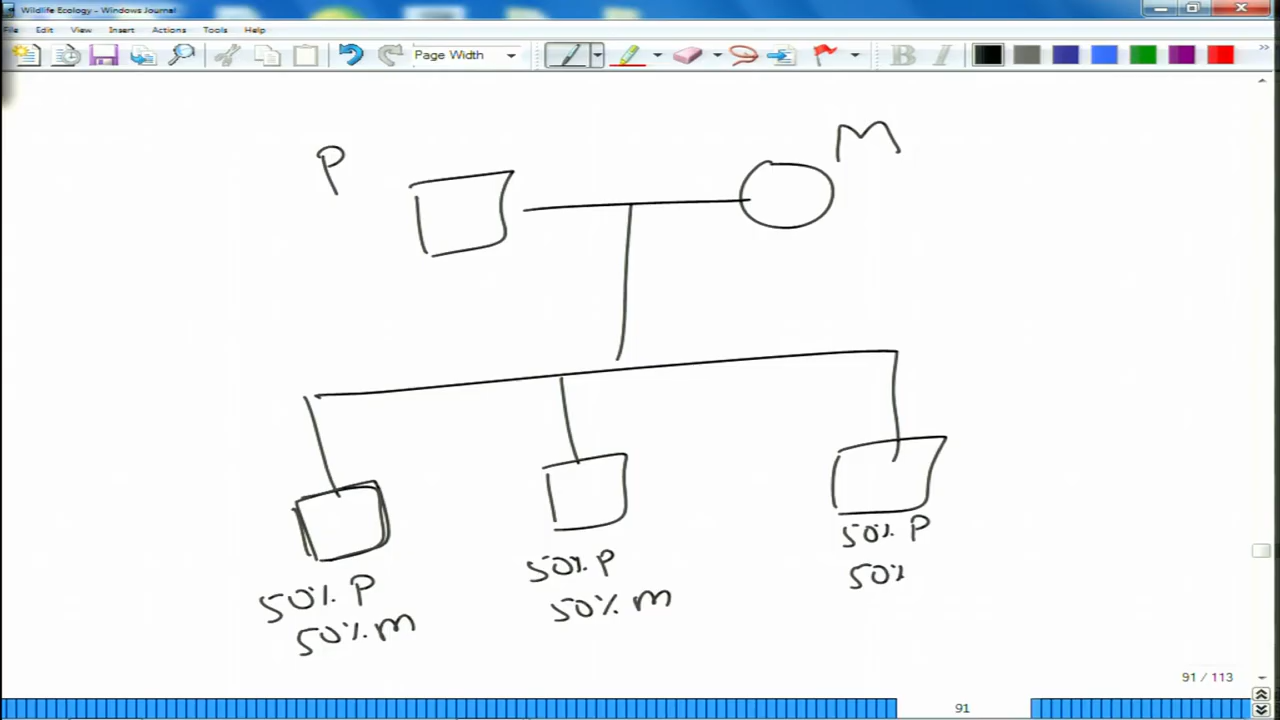 Wildlife Ecology - Windows Journal
File Edit View Insert Actions Tools Help
Page Width
B I
P
M
50% P
50% m
50% P
50% m
50% P
50%
91 / 113
91